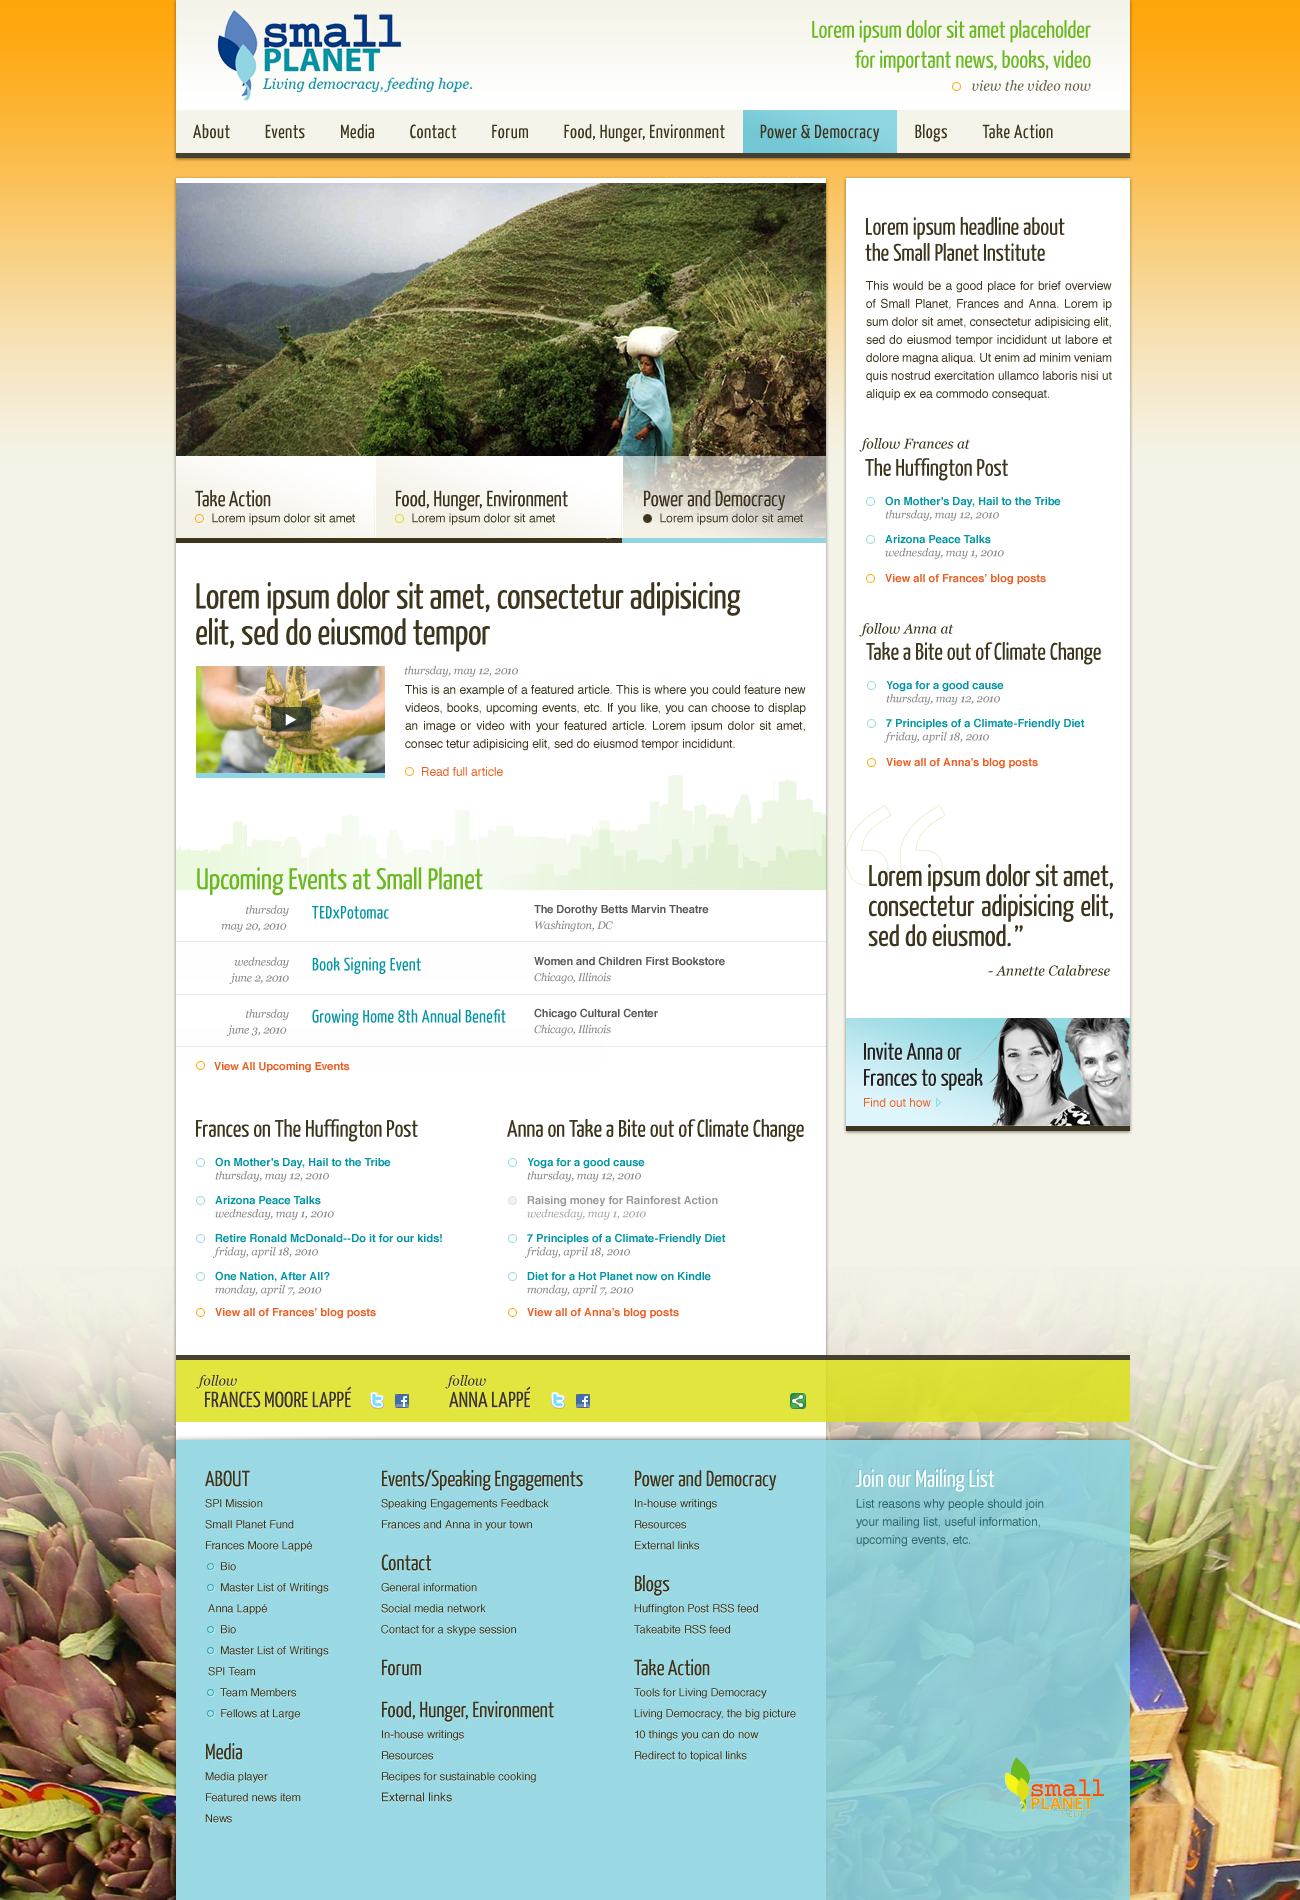 small
PLANET
Living democracy, feeding hope.
Lorem ipsum dolor sit amet placeholder
for important news, books, video
view the video now
About Events Media Contact Forum Food, Hunger, Environment Power & Democracy Blogs Take Action
Take Action
Lorem ipsum dolor sit amet
Food, Hunger, Environment
Lorem ipsum dolor sit amet
Power and Democracy
Lorem ipsum dolor sit amet
Lorem ipsum dolor sit amet, consectetur adipisicing
elit, sed do eiusmod tempor
thursday, may 12, 2010
This is an example of a featured article. This is where you could feature new
videos, books, upcoming events, etc. If you like, you can choose to displap
an image or video with your featured article. Lorem ipsum dolor sit amet,
consec tetur adipisicing elit, sed do eiusmod tempor incididunt.
Read full article
Upcoming Events at Small Planet
thursday
may 20, 2010
TEDxPotomac
The Dorothy Betts Marvin Theatre
Washington, DC
wednesday
june 2, 2010
Book Signing Event
Women and Children First Bookstore
Chicago, Illinois
thursday
june 3, 2010
Growing Home 8th Annual Benefit
Chicago Cultural Center
Chicago, Illinois
View All Upcoming Events
Frances on The Huffington Post
On Mother's Day, Hail to the Tribe
thursday, may 12, 2010
Arizona Peace Talks
wednesday, may 1, 2010
Retire Ronald McDonald--Do it for our kids!
friday, april 18, 2010
One Nation, After All?
monday, april 7, 2010
View all of Frances' blog posts
Anna on Take a Bite out of Climate Change
Yoga for a good cause
thursday, may 12, 2010
Raising money for Rainforest Action
wednesday, may 1, 2010
7 Principles of a Climate-Friendly Diet
friday, april 18, 2010
Diet for a Hot Planet now on Kindle
monday, april 7, 2010
View all of Anna's blog posts
Lorem ipsum headline about
the Small Planet Institute
This would be a good place for brief overview
of Small Planet, Frances and Anna. Lorem ip
sum dolor sit amet, consectetur adipisicing elit,
sed do eiusmod tempor incididunt ut labore et
dolore magna aliqua. Ut enim ad minim veniam
quis nostrud exercitation ullamco laboris nisi ut
aliquip ex ea commodo consequat.
follow Frances at
The Huffington Post
On Mother's Day, Hail to the Tribe
thursday, may 12, 2010
Arizona Peace Talks
wednesday, may 1, 2010
View all of Frances' blog posts
follow Anna at
Take a Bite out of Climate Change
Yoga for a good cause
thursday, may 12, 2010
7 Principles of a Climate-Friendly Diet
friday, april 18, 2010
View all of Anna's blog posts
“
Lorem ipsum dolor sit amet,
consectetur adipisicing elit,
sed do eiusmod.”
- Annette Calabrese
Invite Anna or
Frances to speak
Find out how
follow
FRANCES MOORE LAPPÉ
follow
ANNA LAPPÉ
ABOUT
SPI Mission
Small Planet Fund
Frances Moore Lappé
Bio
Master List of Writings
Anna Lappé
Bio
Master List of Writings
SPI Team
Team Members
Fellows at Large
Media
Media player
Featured news item
News
Events/Speaking Engagements
Speaking Engagements Feedback
Frances and Anna in your town
Contact
General information
Social media network
Contact for a skype session
Forum
Food, Hunger, Environment
In-house writings
Resources
Recipes for sustainable cooking
External links
Power and Democracy
In-house writings
Resources
External links
Blogs
Huffington Post RSS feed
Takeabite RSS feed
Take Action
Tools for Living Democracy
Living Democracy, the big picture
10 things you can do now
Redirect to topical links
Join our Mailing List
List reasons why people should join
your mailing list, useful information,
upcoming events, etc.
small
PLANET